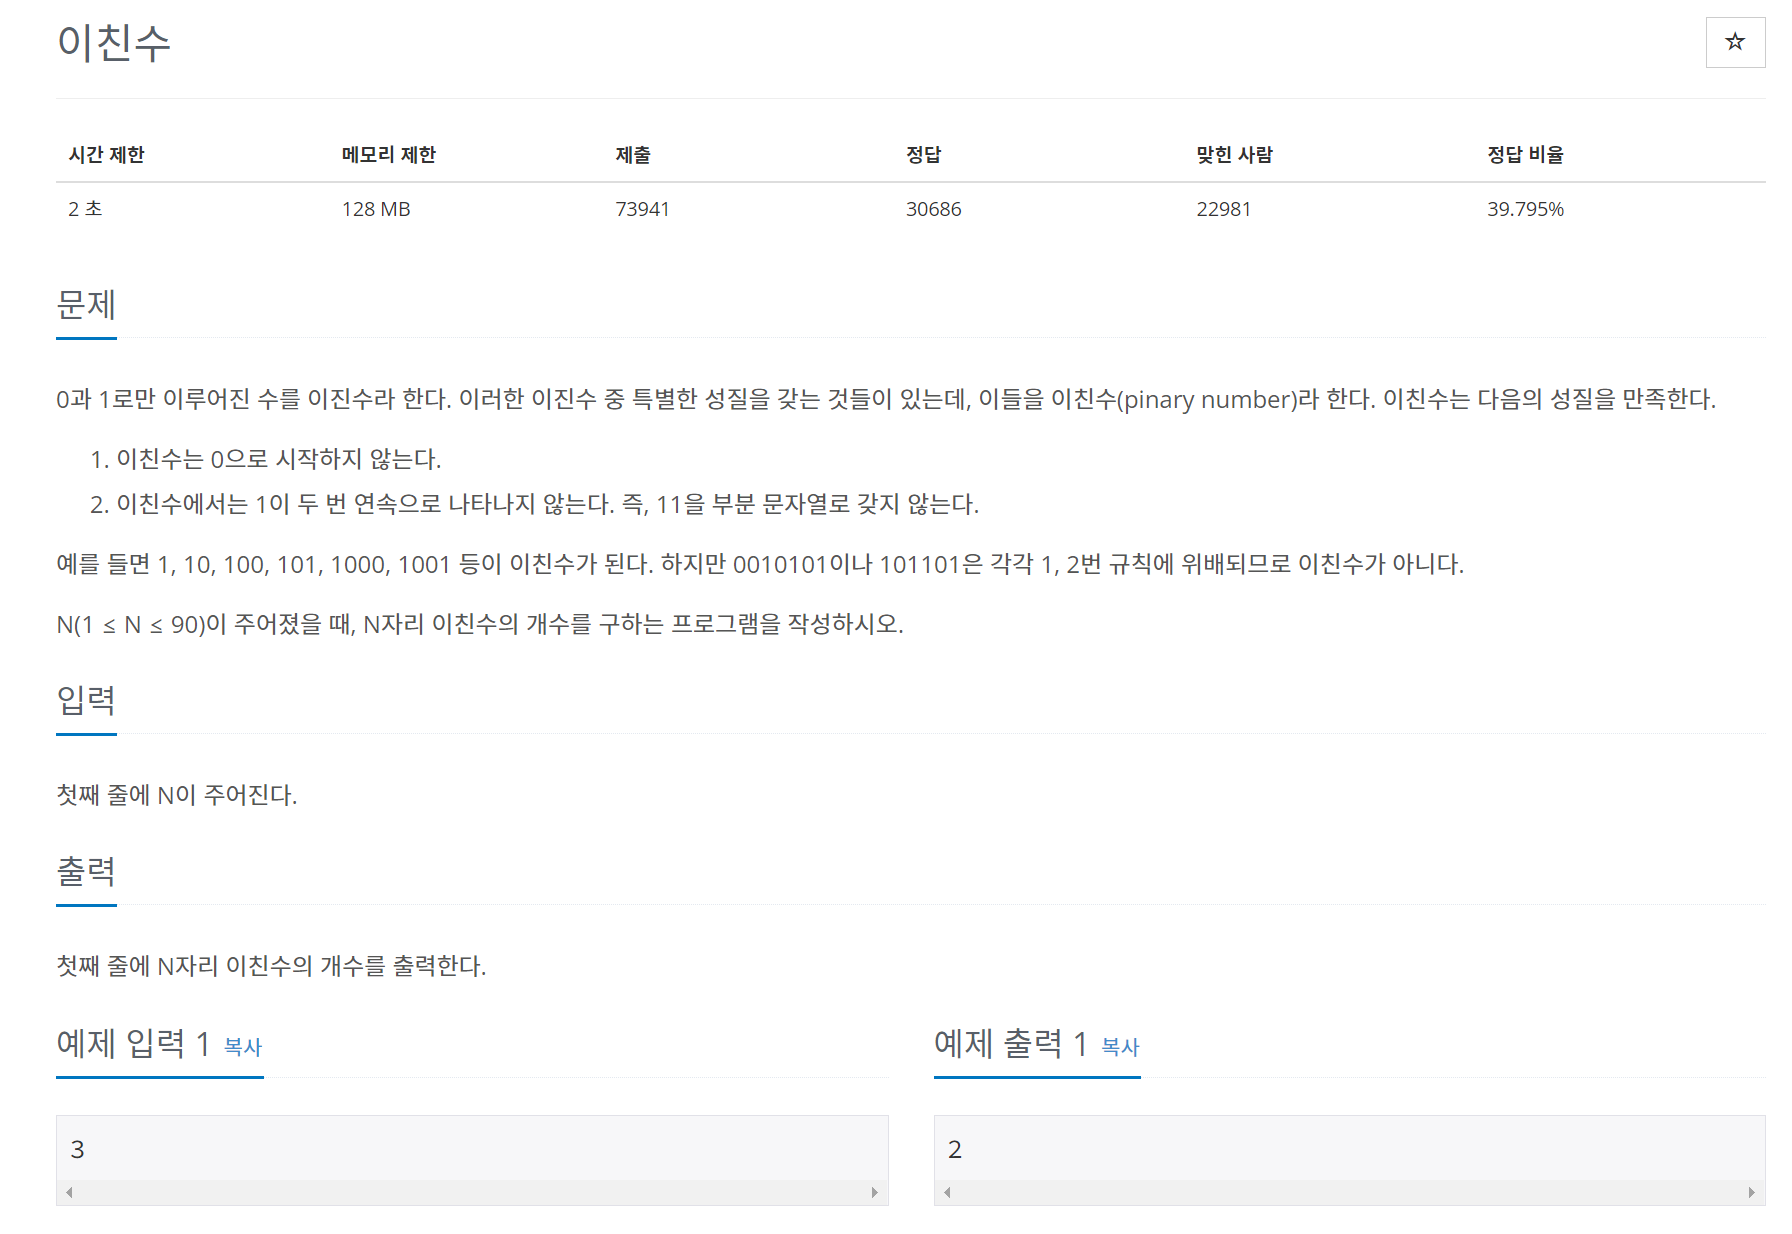 이친수
시간 제한 메모리 제한 제출 정답 맞힌 사람 정답 비율
2 초 128 MB 73941 30686 22981 39.795%
문제
0과 1로만 이루어진 수를 이진수라 한다. 이러한 이진수 중 특별한 성질을 갖는 것들이 있는데, 이들을 이친수(pinary number)라 한다. 이친수는 다음의 성질을 만족한다.
1. 이친수는 0으로 시작하지 않는다.
2. 이친수에서는 1이 두 번 연속으로 나타나지 않는다. 즉, 11을 부분 문자열로 갖지 않는다.
예를 들면 1, 10, 100, 101, 1000, 1001 등이 이친수가 된다. 하지만 0010101이나 101101은 각각 1, 2번 규칙에 위배되므로 이친수가 아니다.
N(1 ≤ N ≤ 90)이 주어졌을 때, N자리 이친수의 개수를 구하는 프로그램을 작성하시오.
입력
첫째 줄에 N이 주어진다.
출력
첫째 줄에 N자리 이친수의 개수를 출력한다.
예제 입력 1 복사
3
예제 출력 1 복사
2